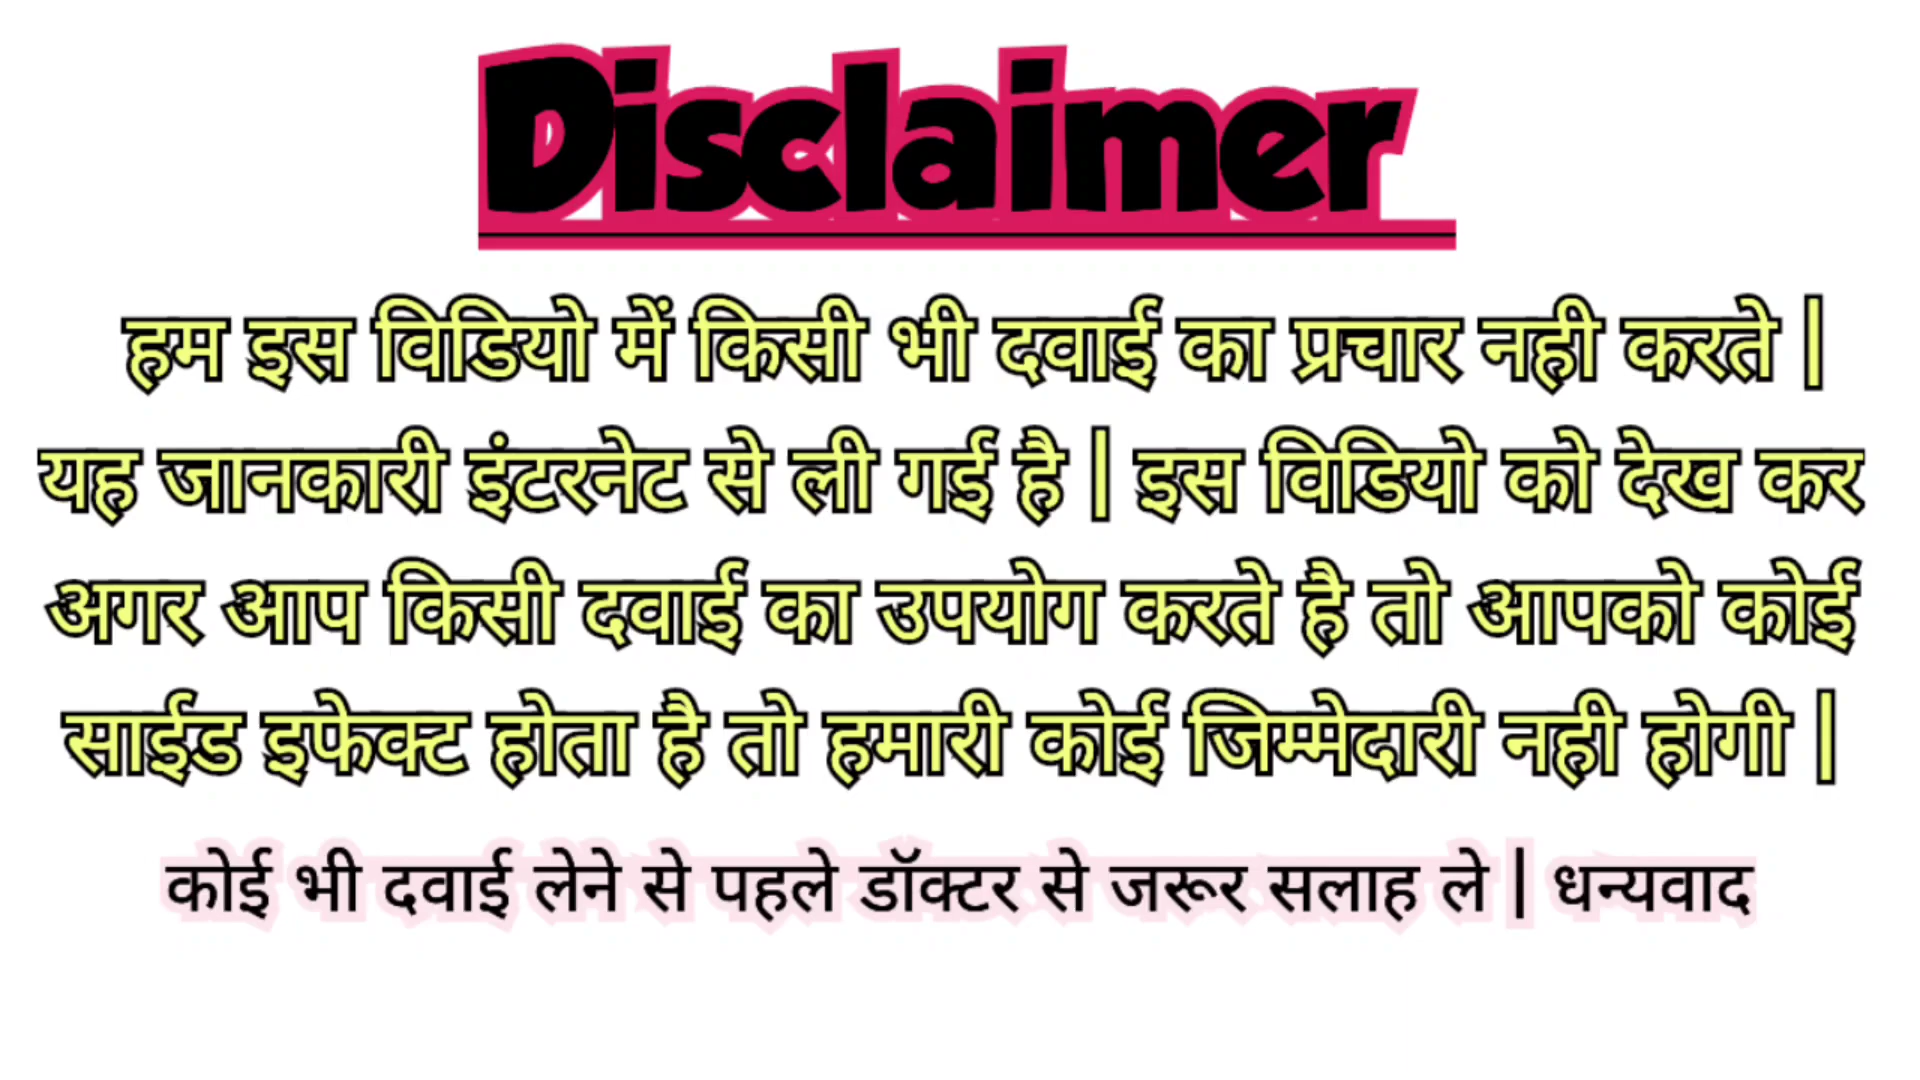 Disclaimer
हम इस विडियो में किसी भी दवाई का प्रचार नही करते |
यह जानकारी इंटरनेट से ली गई है | इस विडियो को देख कर
अगर आप किसी दवाई का उपयोग करते है तो आपको कोई
साईड इफेक्ट होता है तो हमारी कोई जिम्मेदारी नही होगी |
कोई भी दवाई लेने से पहले डॉक्टर से जरूर सलाह ले | धन्यवाद